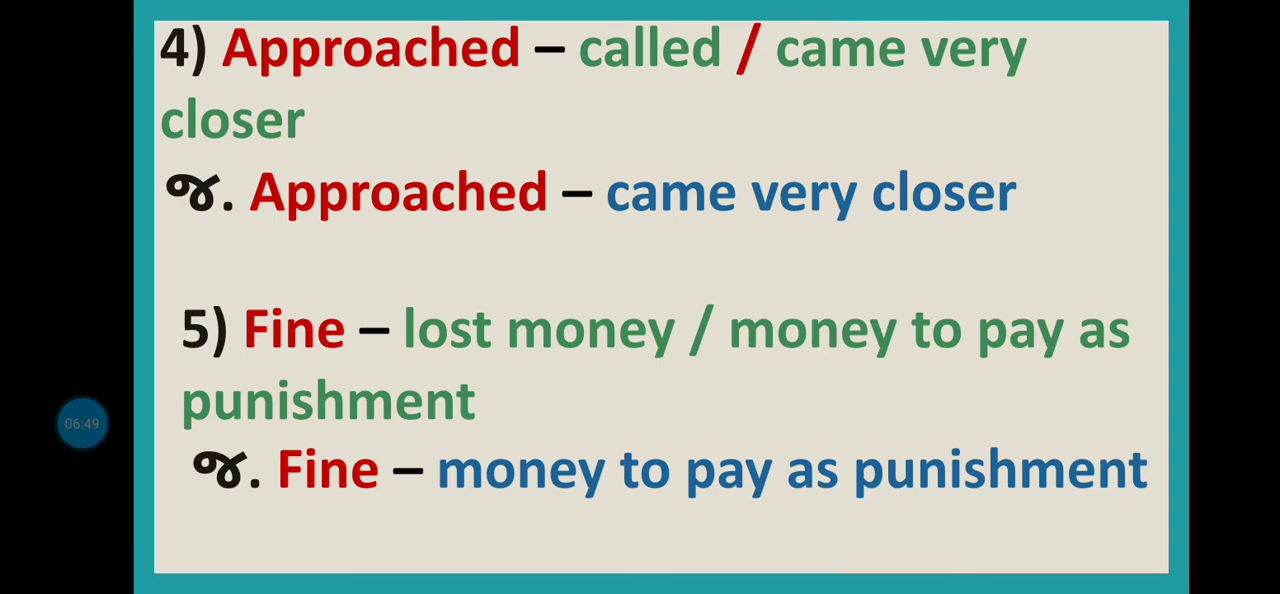 4) Approached – called / came very
closer
જ. Approached – came very closer
5) Fine – lost money / money to pay as
punishment
06:49
જ. Fine – money to pay as punishment